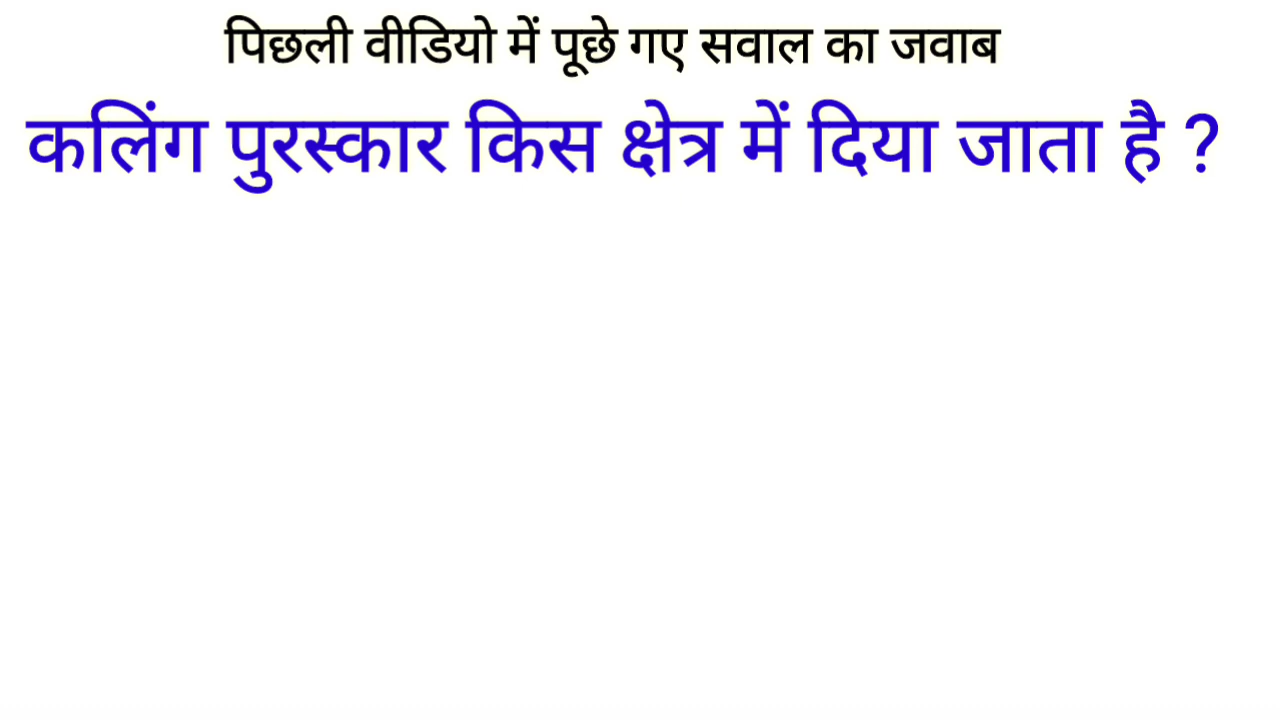 पिछली वीडियो में पूछे गए सवाल का जवाब
कलिंग पुरस्कार किस क्षेत्र में दिया जाता है ?